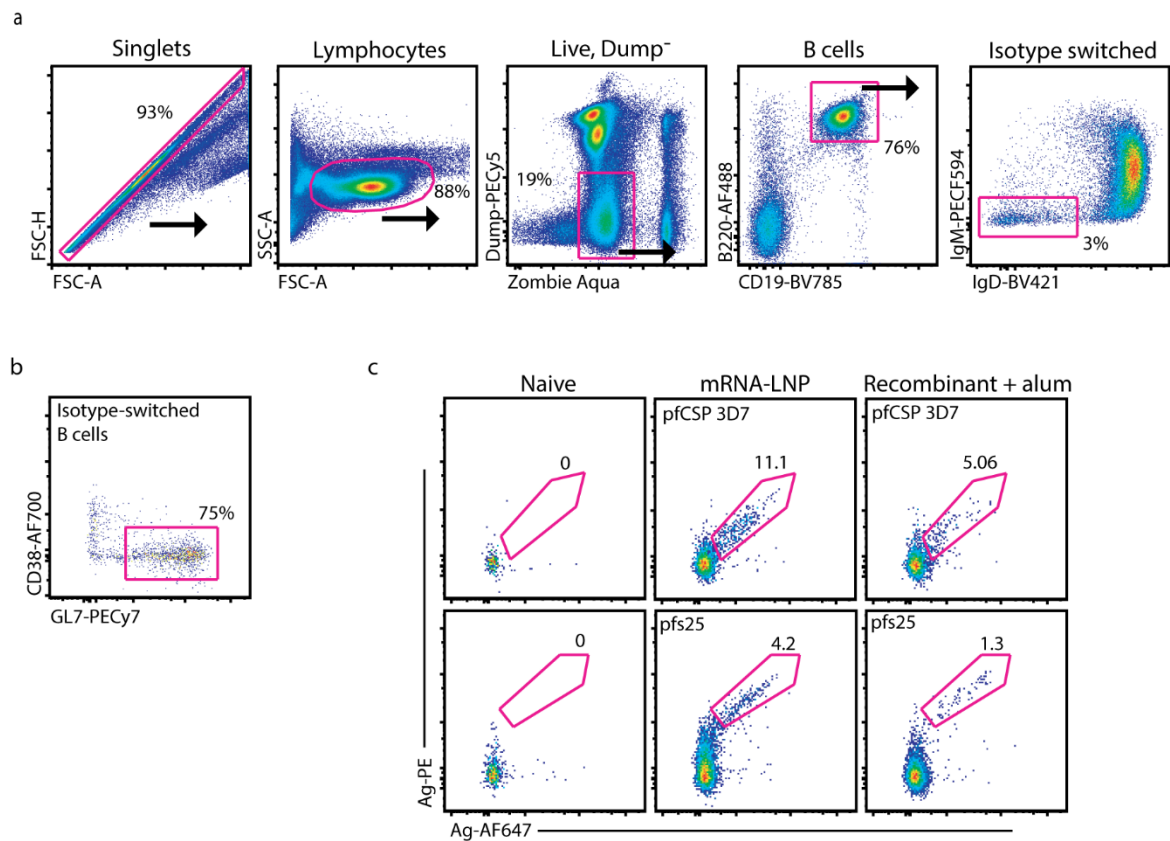 a
Singlets
Lymphocytes
Live, Dump⁻
B cells
Isotype switched
93%
FSC-H
FSC-A
88%
SSC-A
FSC-A
19%
Dump-PECy5
Zombie Aqua
76%
B220-AF488
CD19-BV785
3%
IgM-PECF594
IgD-BV421
b
Isotype-switched
B cells
75%
CD38-AF700
GL7-PECy7
c
Naive
mRNA-LNP
Recombinant + alum
0
pfCSP 3D7
11.1
pfCSP 3D7
5.06
0
pfs25
4.2
pfs25
1.3
Ag-PE
Ag-AF647